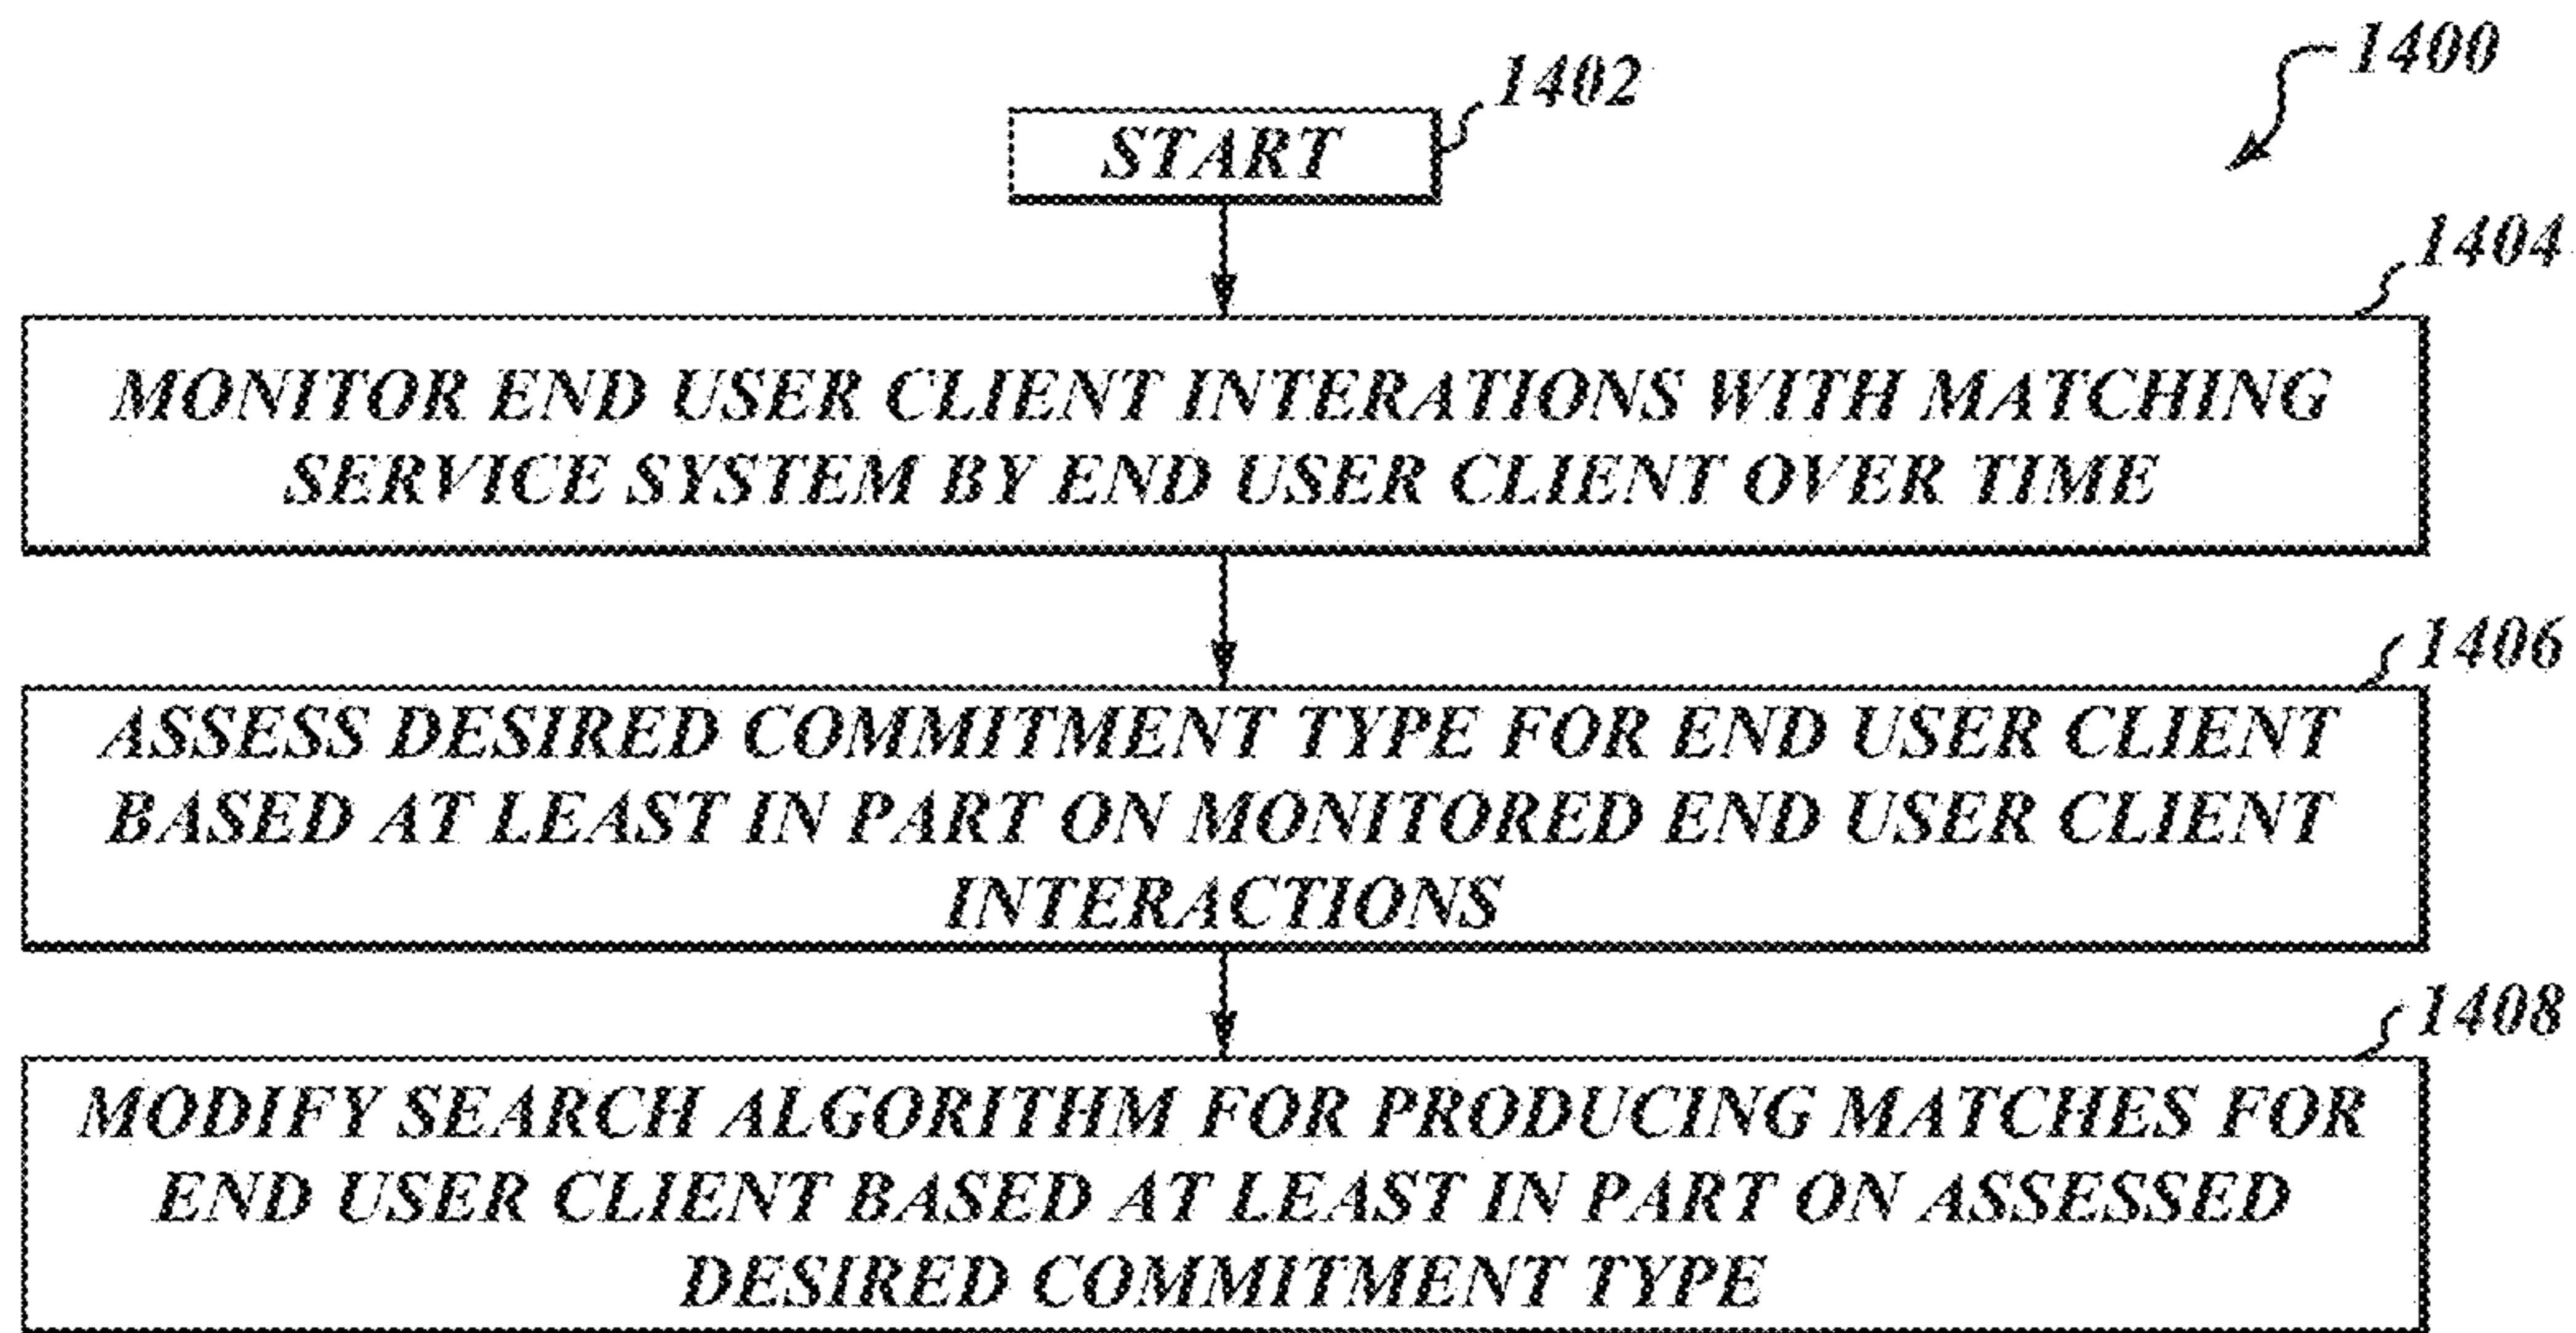 1400
1402
START
1404
MONITOR END USER CLIENT INTERATIONS WITH MATCHING
SERVICE SYSTEM BY END USER CLIENT OVER TIME
1406
ASSESS DESIRED COMMITMENT TYPE FOR END USER CLIENT
BASED AT LEAST IN PART ON MONITORED END USER CLIENT
INTERACTIONS
1408
MODIFY SEARCH ALGORITHM FOR PRODUCING MATCHES FOR
END USER CLIENT BASED AT LEAST IN PART ON ASSESSED
DESIRED COMMITMENT TYPE